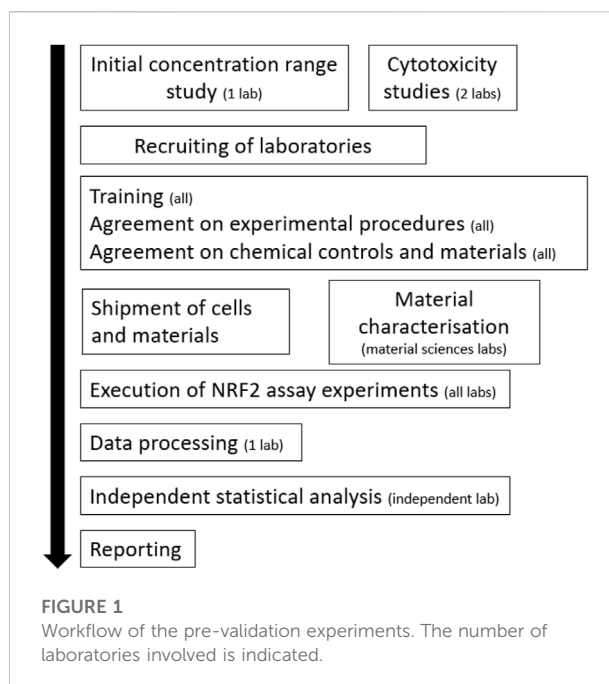 Initial concentration range
study (1 lab)
Cytotoxicity
studies (2 labs)
Recruiting of laboratories
Training (all)
Agreement on experimental procedures (all)
Agreement on chemical controls and materials (all)
Shipment of cells
and materials
Material
characterisation
(material sciences labs)
Execution of NRF2 assay experiments (all labs)
Data processing (1 lab)
Independent statistical analysis (independent lab)
Reporting
FIGURE 1
Workflow of the pre-validation experiments. The number of
laboratories involved is indicated.